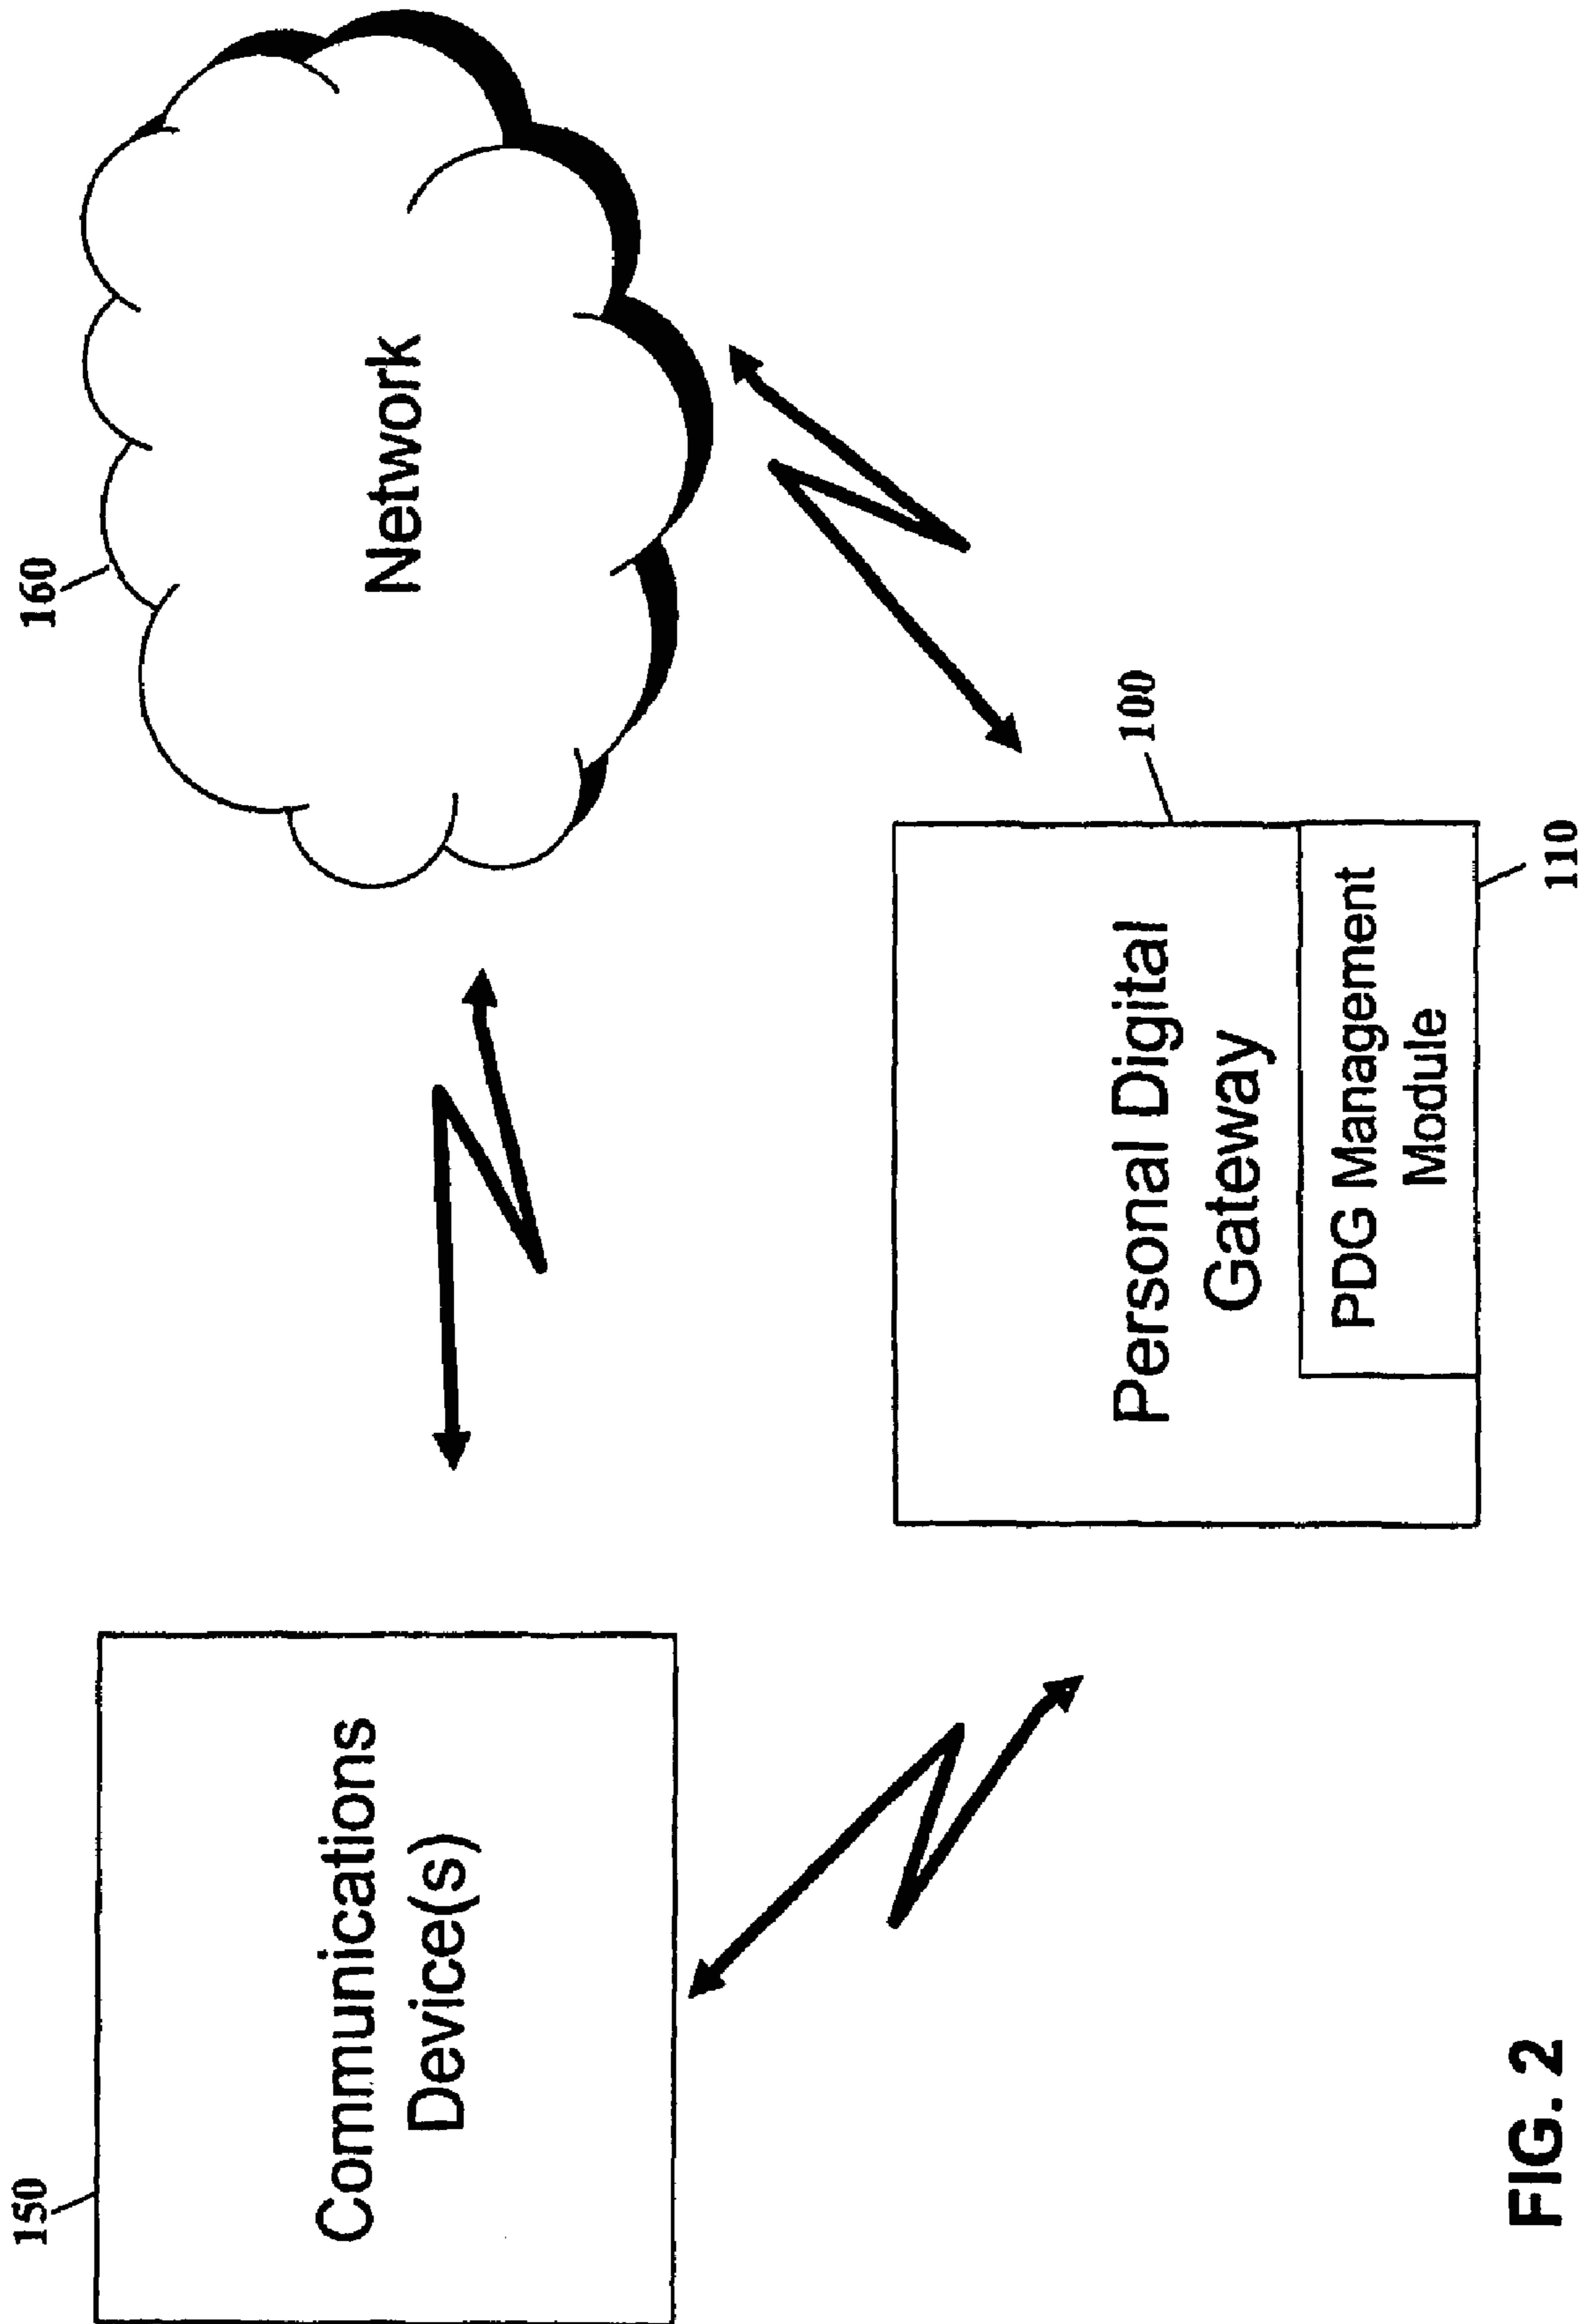 150
Communications
Device(s)
160
Network
100
Personal Digital
Gateway
PDG Management
Module
110
FIG. 2